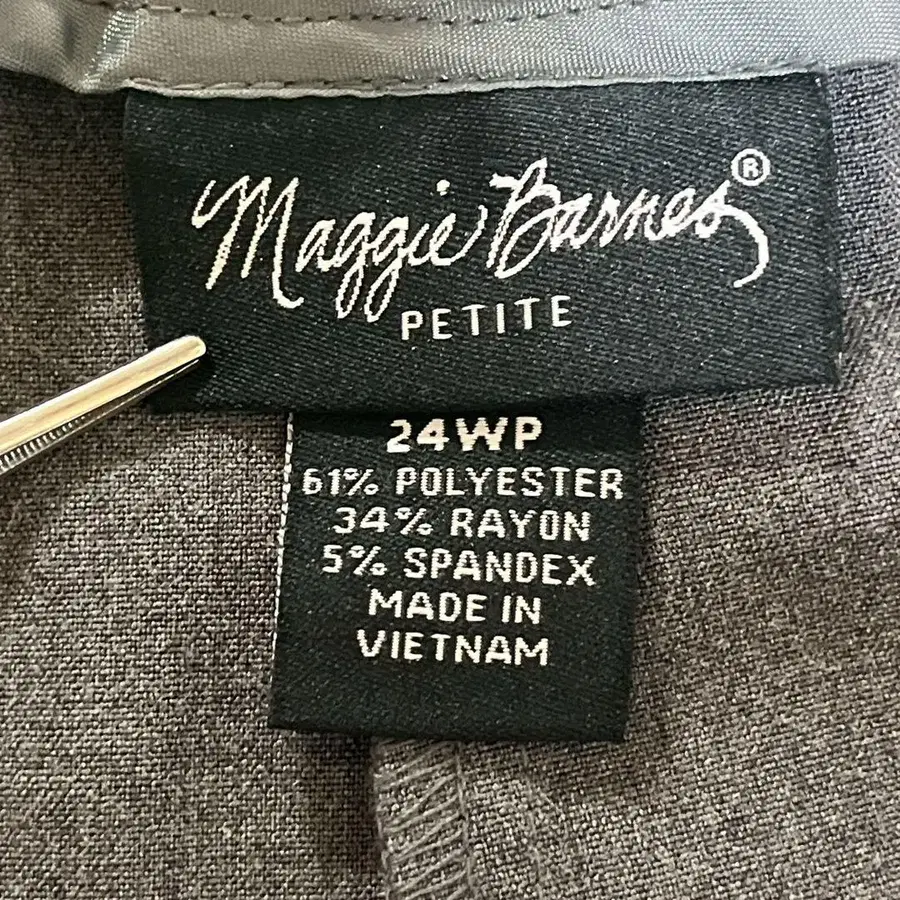 Maggie Barnes®
PETITE
24WP
61% POLYESTER
34% RAYON
5% SPANDEX
MADE IN
VIETNAM